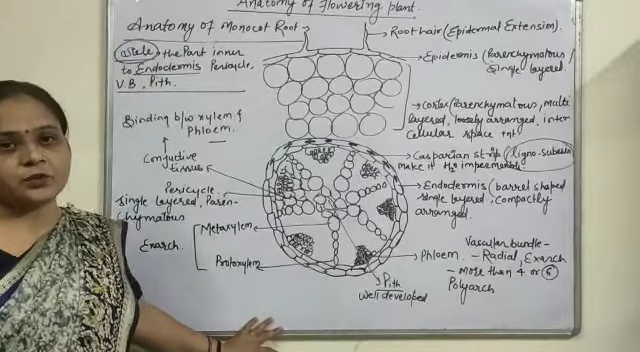 Anatomy of flowering plant.
Anatomy of Monocot Root
Root hair (Epidermal Extension).
Stele → the Part inner
to Endodermis Pericycle,
V.B, Pith.
Epidermis (Parenchymatous /
Single layered
Cortex (Parenchymatous, multi
layered, loosely arranged, inter
cellular space +nt
Binding b/w xylem &
Phloem.
Conjuctive
tissues
Casparian strip (ligno-suberin
make it H₂O impermeable
Pericycle
Single layered, Paren-
chymatous
Endodermis (barrel shaped
single layered, compactly
arranged.
Metaxylem
Exarch
Protoxylem
Phloem
Vascular bundle -
- Radial, Exarch
- more than 4 or 6
Polyarch
Pith
Well developed